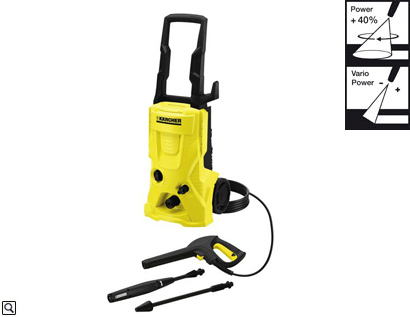 Power
+ 40%
KÄRCHER
Vario
Power
- +